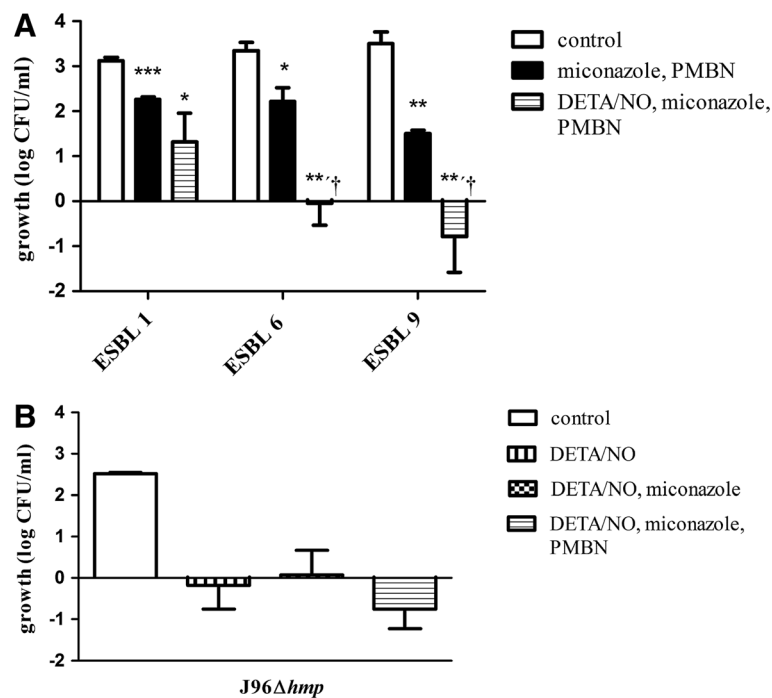 A
growth (log CFU/ml)
4
3
2
1
0
-1
-2
***
*
*
**´†
**
**´†
ESBL 1
ESBL 6
ESBL 9
control
miconazole, PMBN
DETA/NO, miconazole,
PMBN
B
growth (log CFU/ml)
4
3
2
1
0
-1
-2
J96Δhmp
control
DETA/NO
DETA/NO, miconazole
DETA/NO, miconazole,
PMBN